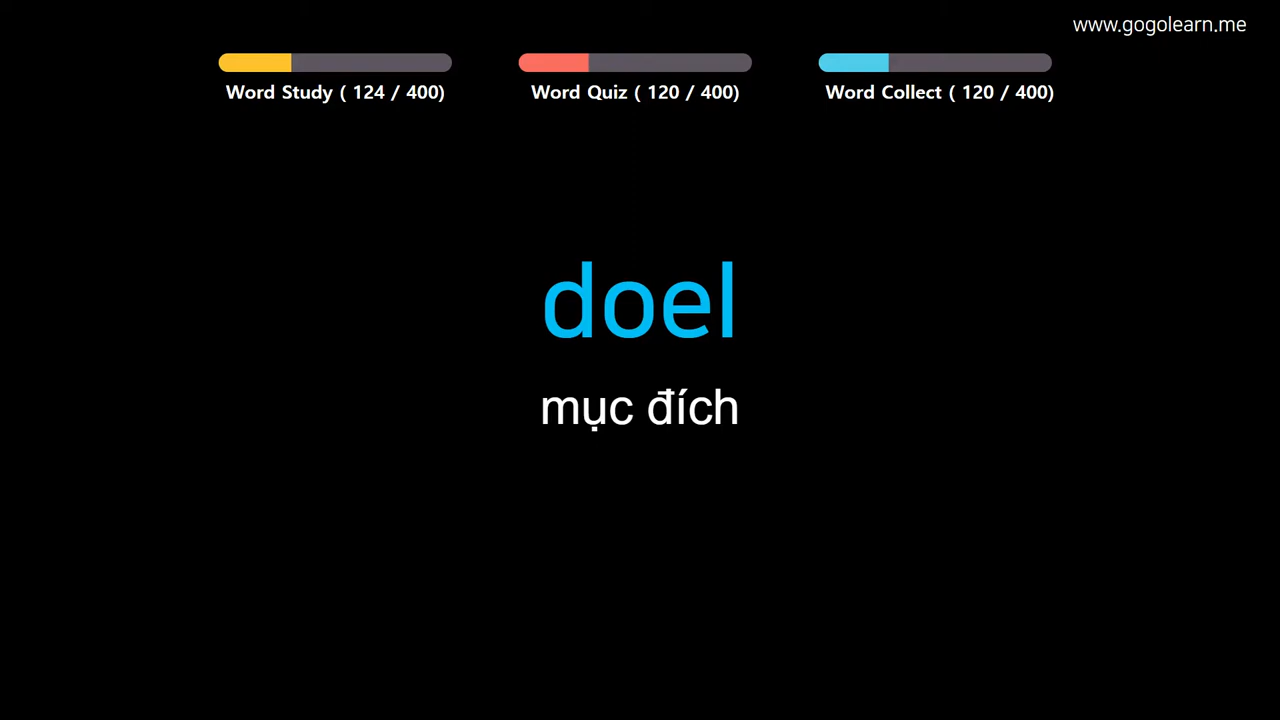 www.gogolearn.me
Word Study ( 124 / 400)
Word Quiz ( 120 / 400)
Word Collect ( 120 / 400)
doel
mục đích